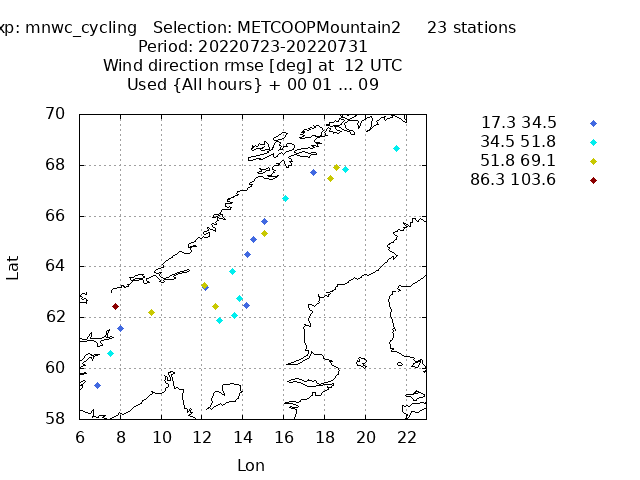 xp: mnwc_cycling   Selection: METCOOPMountain2     23 stations
Period: 20220723-20220731
Wind direction rmse [deg] at  12 UTC
Used {All hours} + 00 01 ... 09
17.3 34.5
34.5 51.8
51.8 69.1
86.3 103.6
70
68
66
64
62
60
58
Lat
6 8 10 12 14 16 18 20 22
Lon